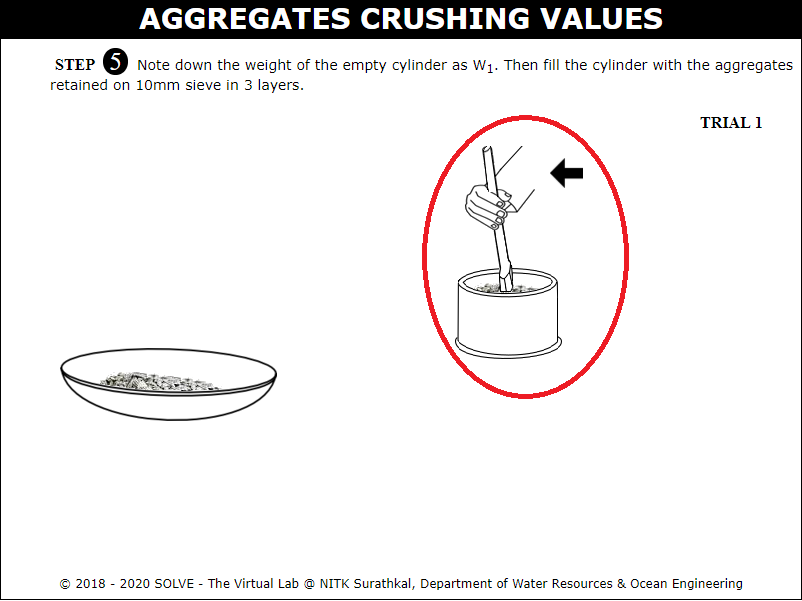 AGGREGATES CRUSHING VALUES
STEP 5 Note down the weight of the empty cylinder as W₁. Then fill the cylinder with the aggregates
retained on 10mm sieve in 3 layers.
TRIAL 1
© 2018 - 2020 SOLVE - The Virtual Lab @ NITK Surathkal, Department of Water Resources & Ocean Engineering